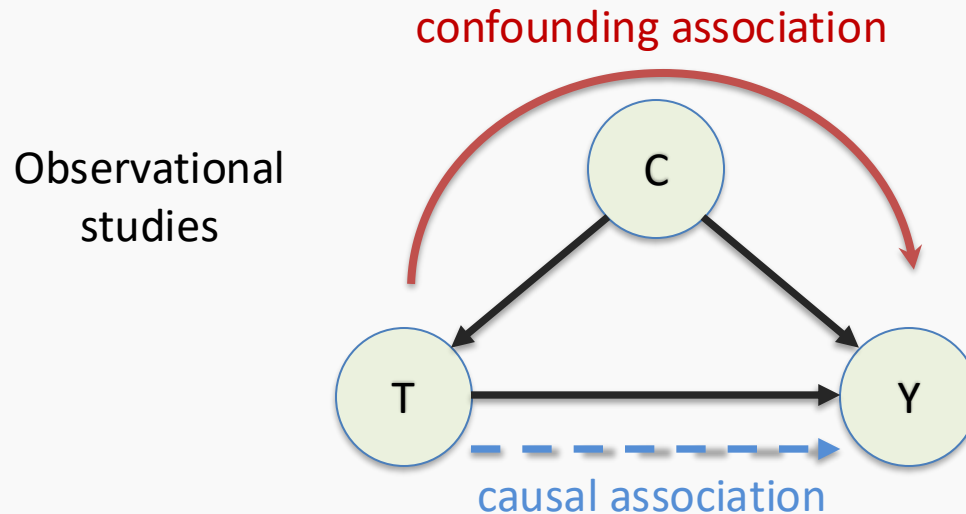 confounding association
Observational
studies
C
T
Y
causal association